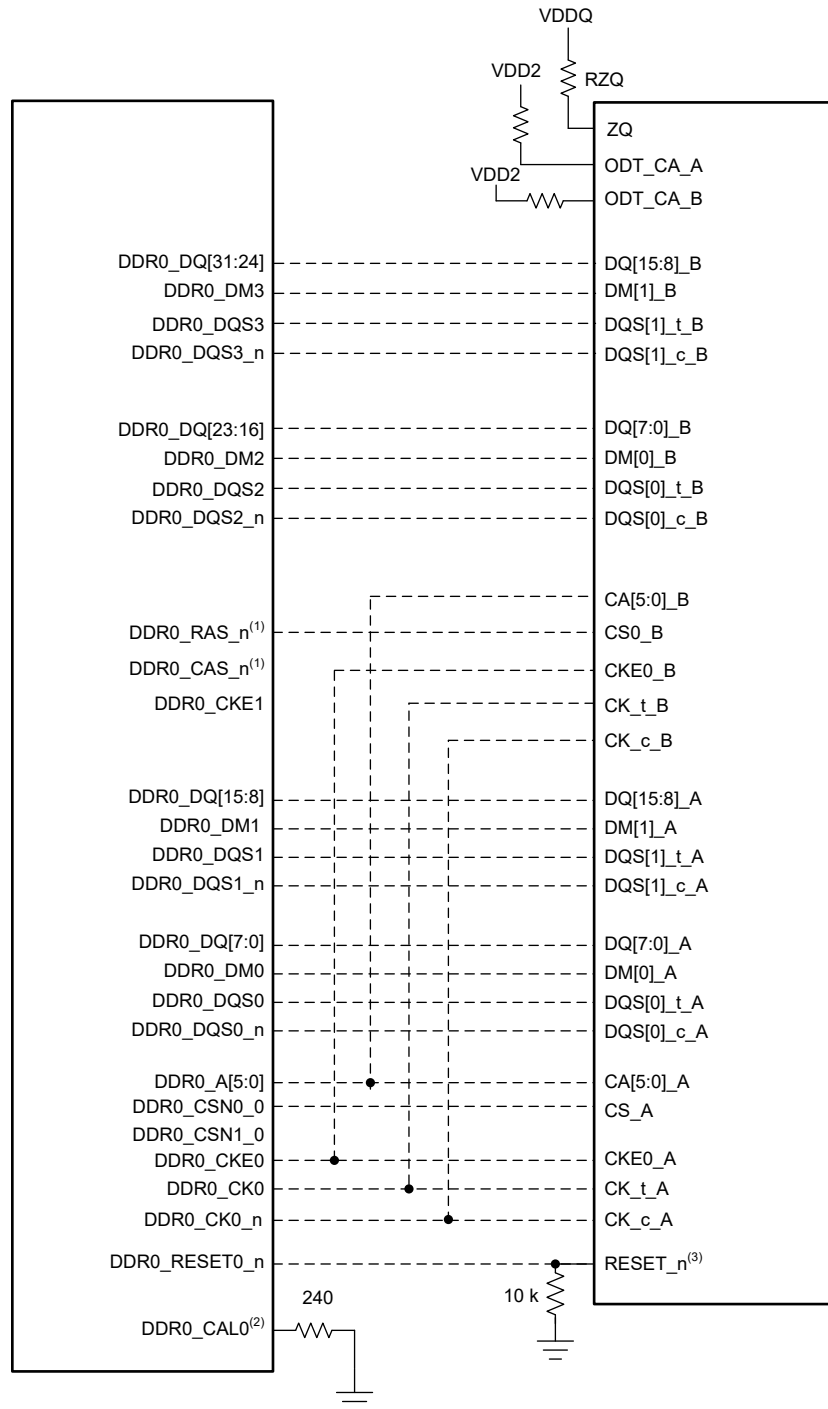 VDDQ
RZQ
VDD2
ZQ
ODT_CA_A
VDD2
ODT_CA_B
DDR0_DQ[31:24] DQ[15:8]_B
DDR0_DM3 DM[1]_B
DDR0_DQS3 DQS[1]_t_B
DDR0_DQS3_n DQS[1]_c_B
DDR0_DQ[23:16] DQ[7:0]_B
DDR0_DM2 DM[0]_B
DDR0_DQS2 DQS[0]_t_B
DDR0_DQS2_n DQS[0]_c_B
CA[5:0]_B
DDR0_RAS_n(1) CS0_B
DDR0_CAS_n(1) CKE0_B
DDR0_CKE1 CK_t_B
CK_c_B
DDR0_DQ[15:8] DQ[15:8]_A
DDR0_DM1 DM[1]_A
DDR0_DQS1 DQS[1]_t_A
DDR0_DQS1_n DQS[1]_c_A
DDR0_DQ[7:0] DQ[7:0]_A
DDR0_DM0 DM[0]_A
DDR0_DQS0 DQS[0]_t_A
DDR0_DQS0_n DQS[0]_c_A
DDR0_A[5:0] CA[5:0]_A
DDR0_CSN0_0 CS_A
DDR0_CSN1_0
DDR0_CKE0 CKE0_A
DDR0_CK0 CK_t_A
DDR0_CK0_n CK_c_A
DDR0_RESET0_n RESET_n(3)
240 10 k
DDR0_CAL0(2)